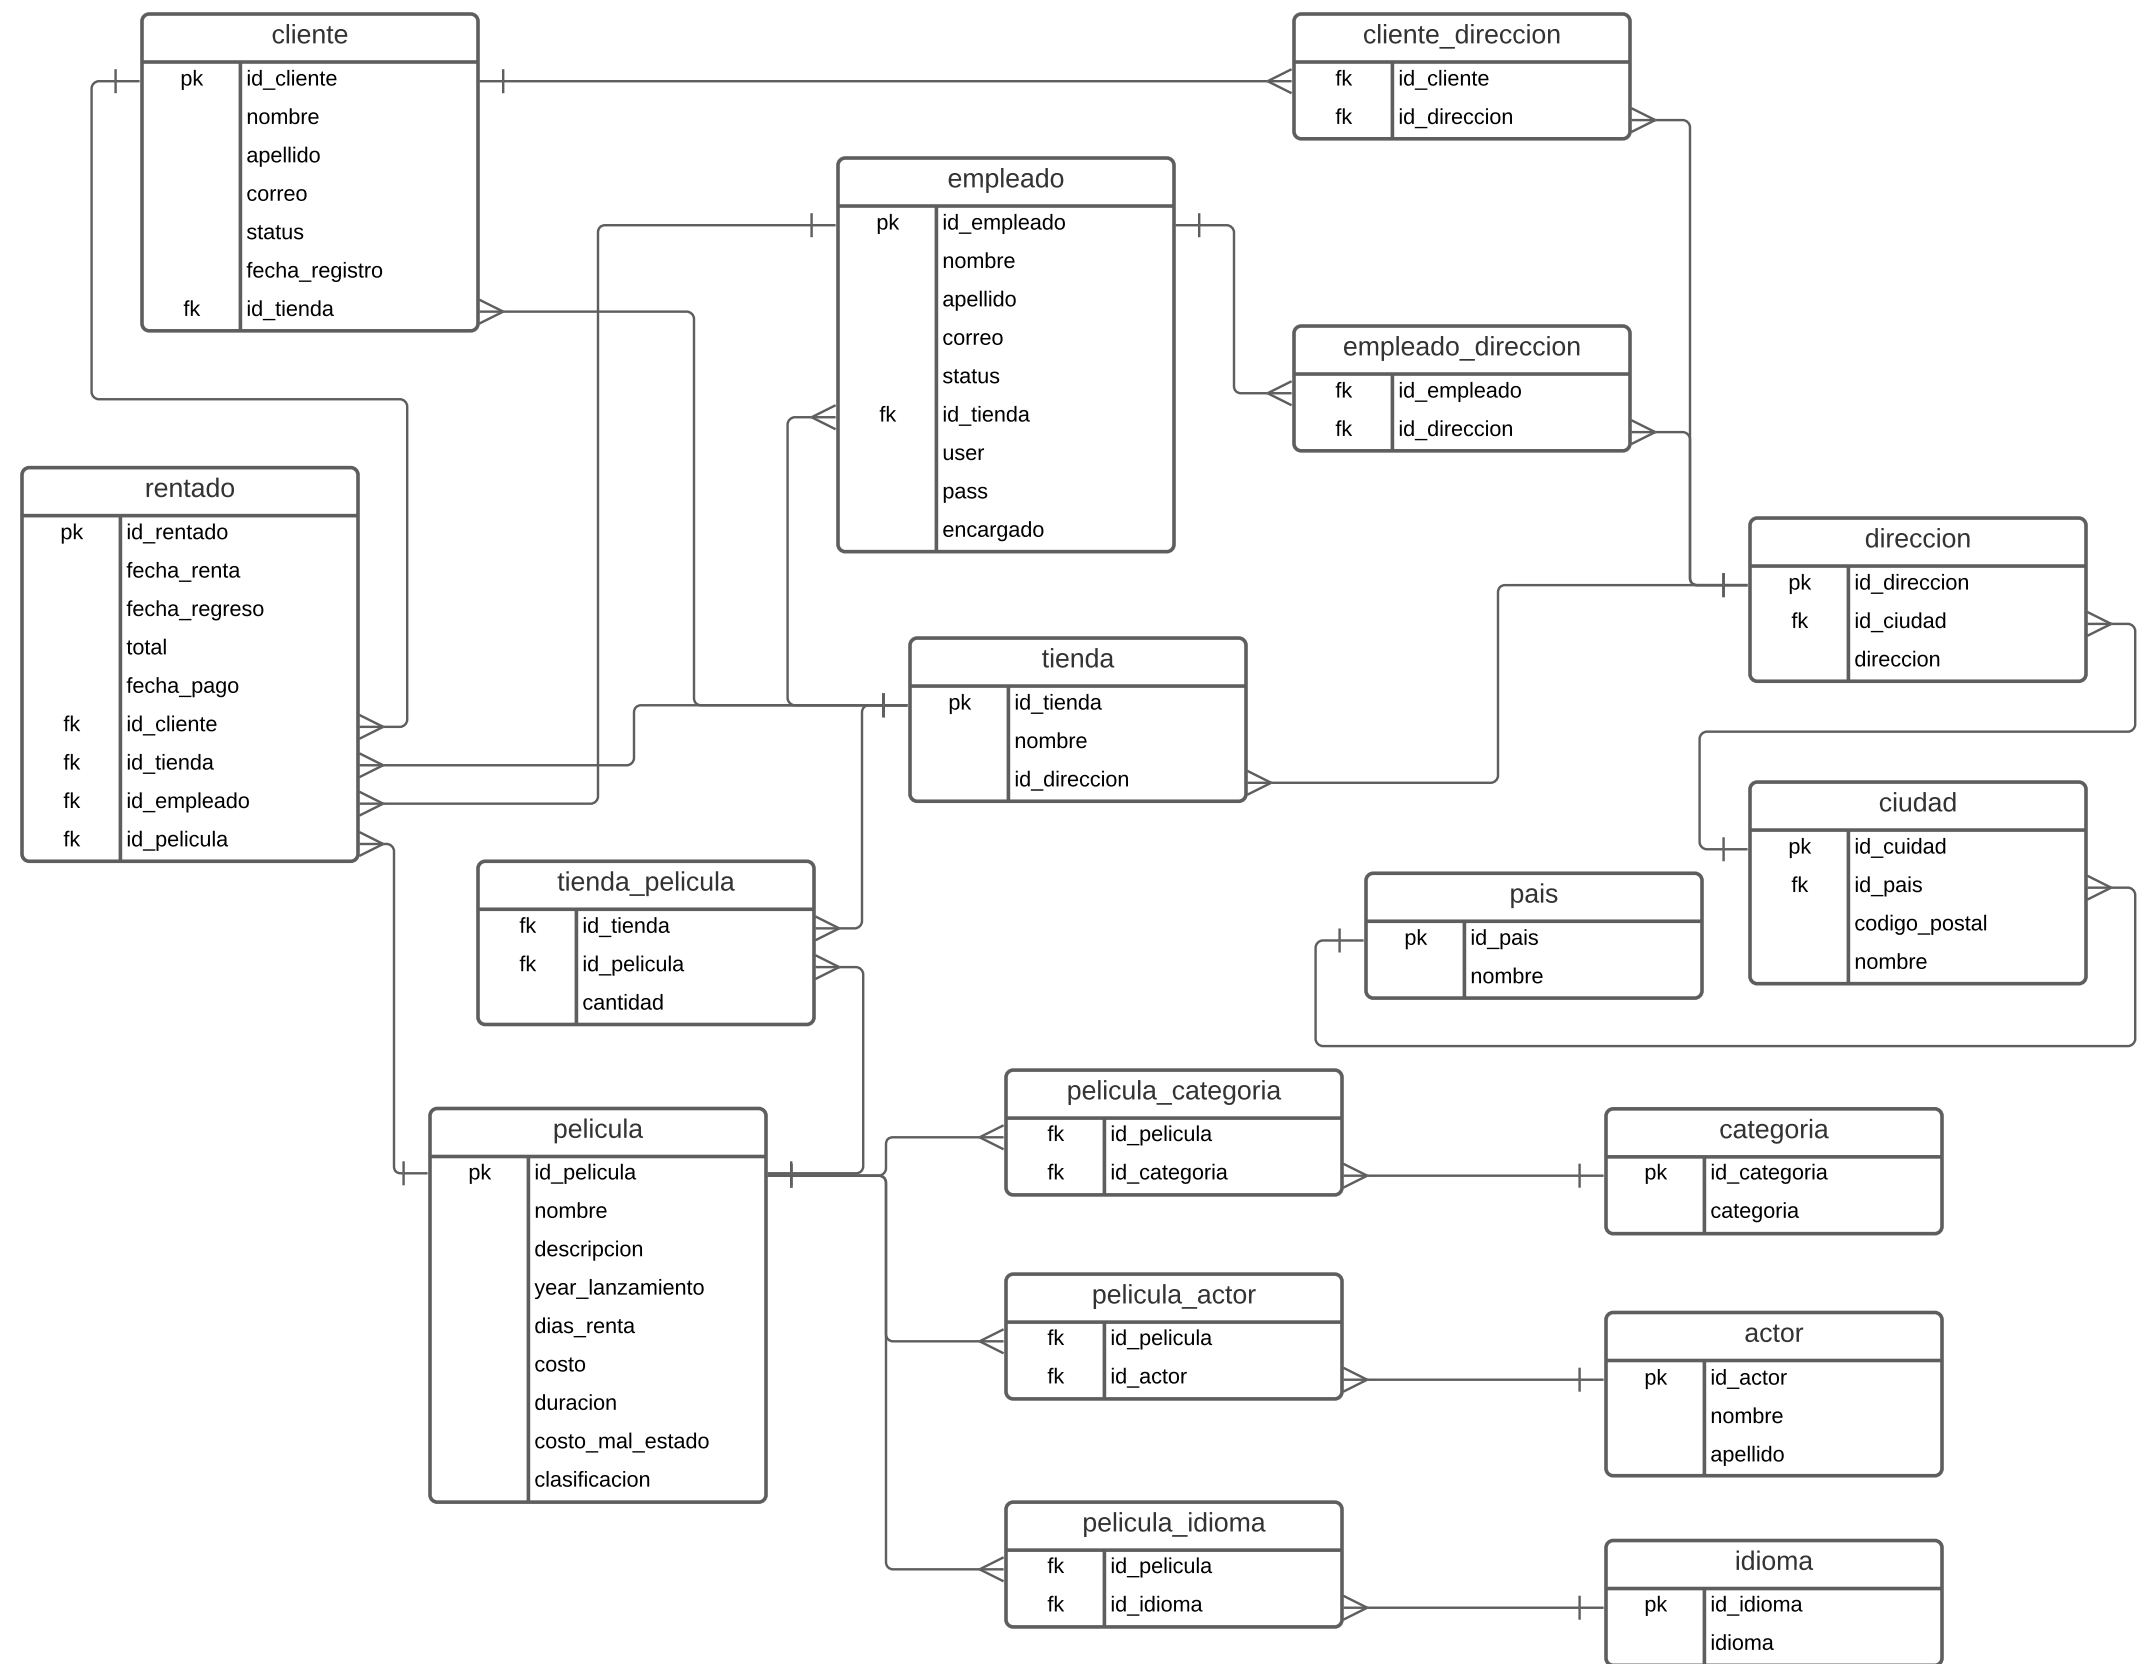 cliente
pk id_cliente
nombre
apellido
correo
status
fecha_registro
fk id_tienda
cliente_direccion
fk id_cliente
fk id_direccion
empleado
pk id_empleado
nombre
apellido
correo
status
fk id_tienda
user
pass
encargado
empleado_direccion
fk id_empleado
fk id_direccion
rentado
pk id_rentado
fecha_renta
fecha_regreso
total
fecha_pago
fk id_cliente
fk id_tienda
fk id_empleado
fk id_pelicula
direccion
pk id_direccion
fk id_ciudad
direccion
tienda
pk id_tienda
nombre
id_direccion
ciudad
pk id_cuidad
fk id_pais
codigo_postal
nombre
tienda_pelicula
fk id_tienda
fk id_pelicula
cantidad
pais
pk id_pais
nombre
pelicula
pk id_pelicula
nombre
descripcion
year_lanzamiento
dias_renta
costo
duracion
costo_mal_estado
clasificacion
pelicula_categoria
fk id_pelicula
fk id_categoria
categoria
pk id_categoria
categoria
pelicula_actor
fk id_pelicula
fk id_actor
actor
pk id_actor
nombre
apellido
pelicula_idioma
fk id_pelicula
fk id_idioma
idioma
pk id_idioma
idioma